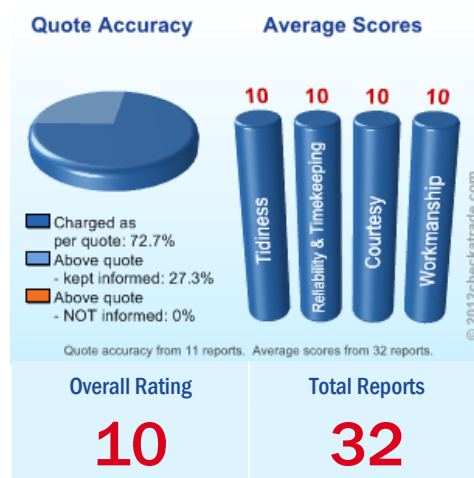 Quote Accuracy
Average Scores
10 10 10 10
Tidiness
Reliability & Timekeeping
Courtesy
Workmanship
Charged as
per quote: 72.7%
Above quote
- kept informed: 27.3%
Above quote
- NOT informed: 0%
© 2012checkatrade.com
Quote accuracy from 11 reports. Average scores from 32 reports.
Overall Rating
10
Total Reports
32